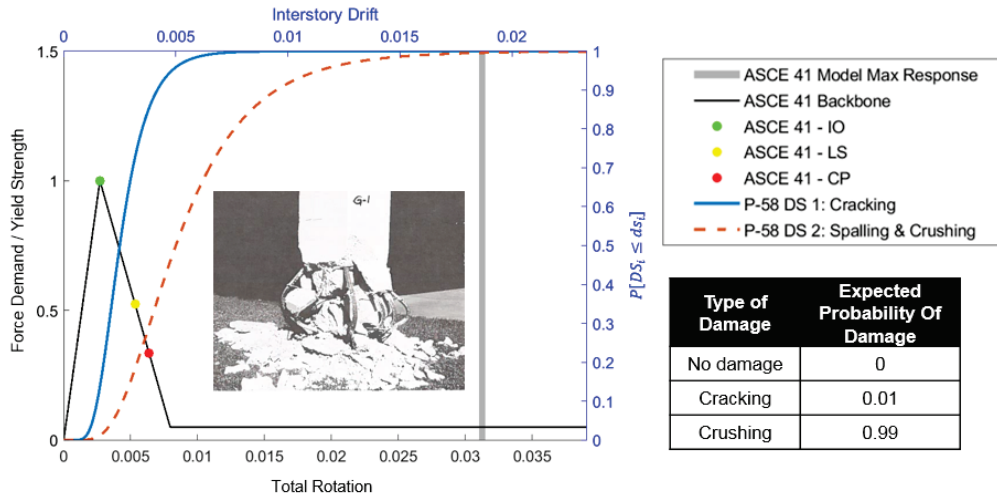 Interstory Drift
0 0.005 0.01 0.015 0.02
1.5
1
0.5
0
Force Demand / Yield Strength
1
0.9
0.8
0.7
0.6
0.5
0.4
0.3
0.2
0.1
0
P[DSᵢ ≤ dsᵢ]
G-1
0 0.005 0.01 0.015 0.02 0.025 0.03 0.035
Total Rotation
ASCE 41 Model Max Response
ASCE 41 Backbone
ASCE 41 - IO
ASCE 41 - LS
ASCE 41 - CP
P-58 DS 1: Cracking
P-58 DS 2: Spalling & Crushing
Type of Damage Expected Probability Of Damage
No damage 0
Cracking 0.01
Crushing 0.99